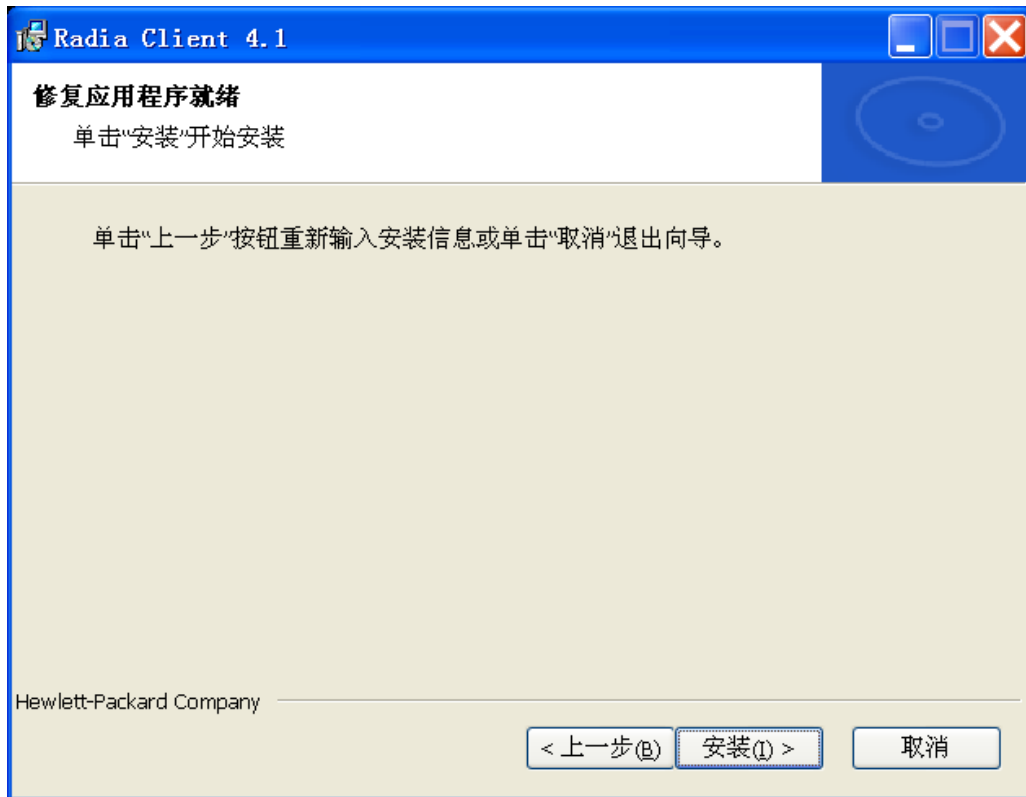 Radia Client 4.1
修复应用程序就绪
单击“安装”开始安装
单击“上一步”按钮重新输入安装信息或单击“取消”退出向导。
Hewlett-Packard Company
<上一步(B) 安装(I) > 取消